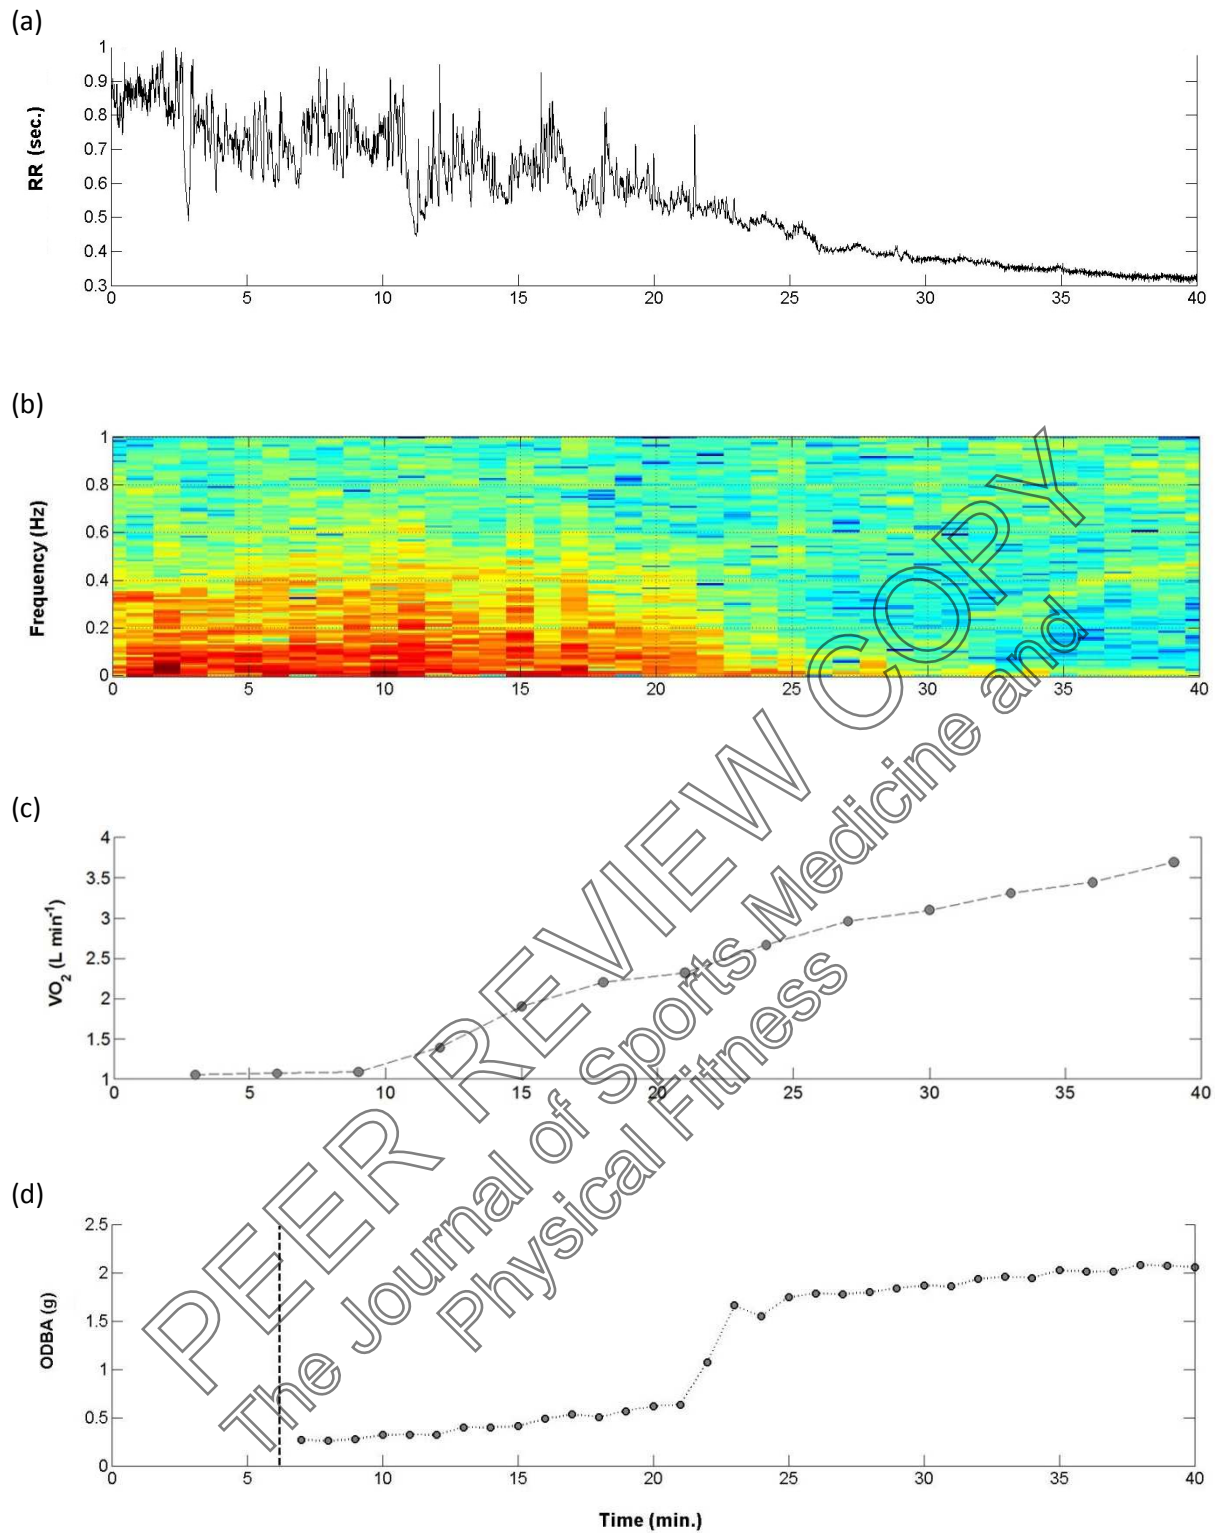 (a)
1
0.9
0.8
0.7
0.6
0.5
0.4
0.3
RR (sec.)
0 5 10 15 20 25 30 35 40
(b)
1
0.8
0.6
0.4
0.2
0
Frequency (Hz)
0 5 10 15 20 25 30 35 40
(c)
4
3.5
3
2.5
2
1.5
1
VO2 (L min-1)
0 5 10 15 20 25 30 35 40
(d)
2.5
2
1.5
1
0.5
0
ODBA (g)
0 5 10 15 20 25 30 35 40
Time (min.)
PEER REVIEW COPY
The Journal of Sports Medicine and
Physical Fitness